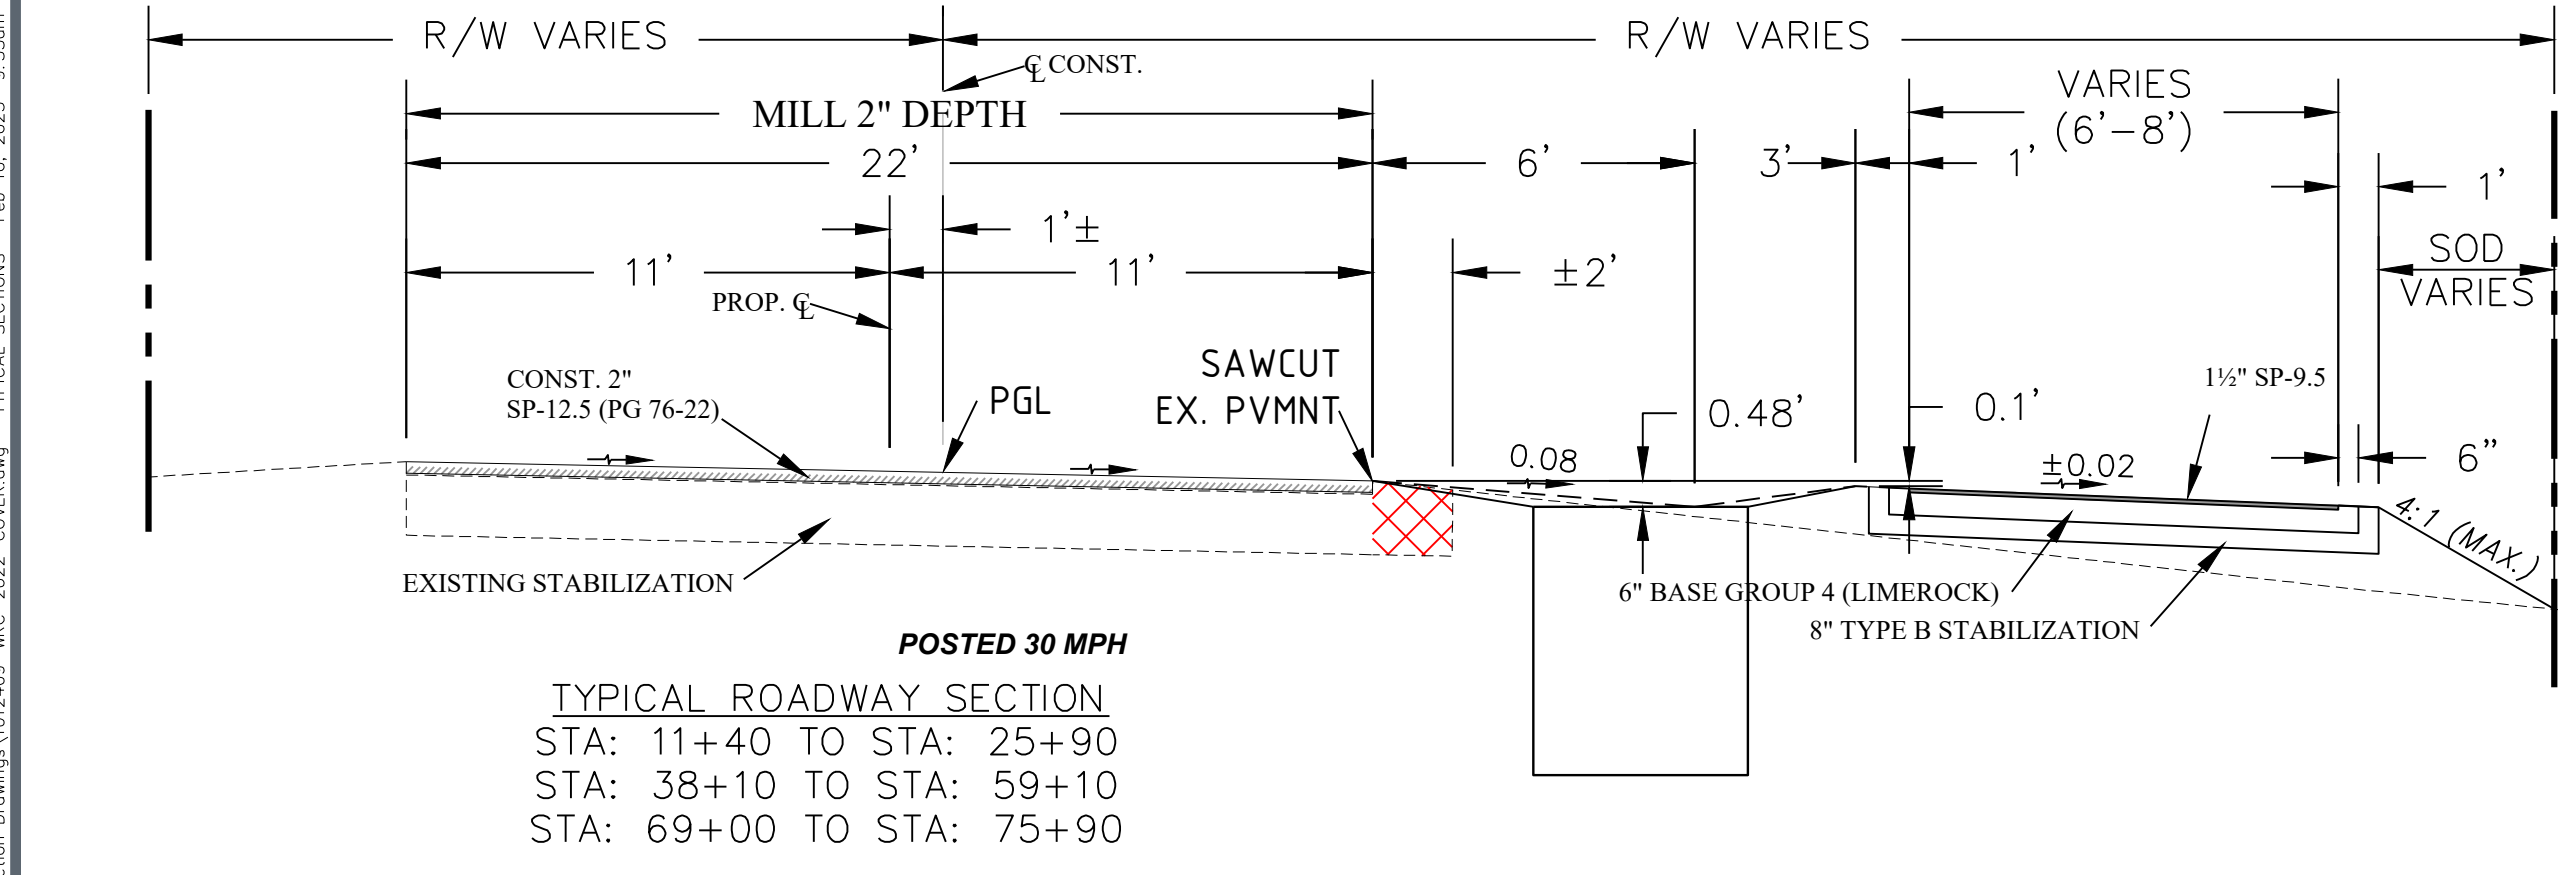 R/W VARIES
R/W VARIES
℄ CONST.
MILL 2" DEPTH
VARIES
(6'-8')
22'
6'
3'
1'
1'
1'±
11'
11'
±2'
SOD
VARIES
PROP. ℄
SAWCUT
EX. PVMNT
CONST. 2"
SP-12.5 (PG 76-22)
PGL
0.48'
0.1'
1½" SP-9.5
0.08
±0.02
6"
4:1 (MAX.)
EXISTING STABILIZATION
6" BASE GROUP 4 (LIMEROCK)
8" TYPE B STABILIZATION
POSTED 30 MPH
TYPICAL ROADWAY SECTION
STA: 11+40 TO STA: 25+90
STA: 38+10 TO STA: 59+10
STA: 69+00 TO STA: 75+90